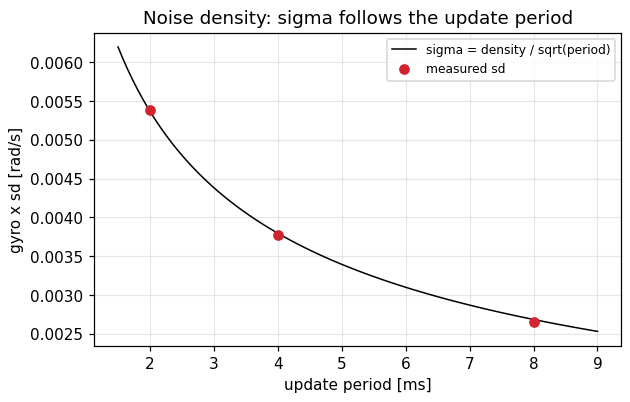 Noise density: sigma follows the update period
sigma = density / sqrt(period)
measured sd
gyro x sd [rad/s]
0.0060
0.0055
0.0050
0.0045
0.0040
0.0035
0.0030
0.0025
2 3 4 5 6 7 8 9
update period [ms]